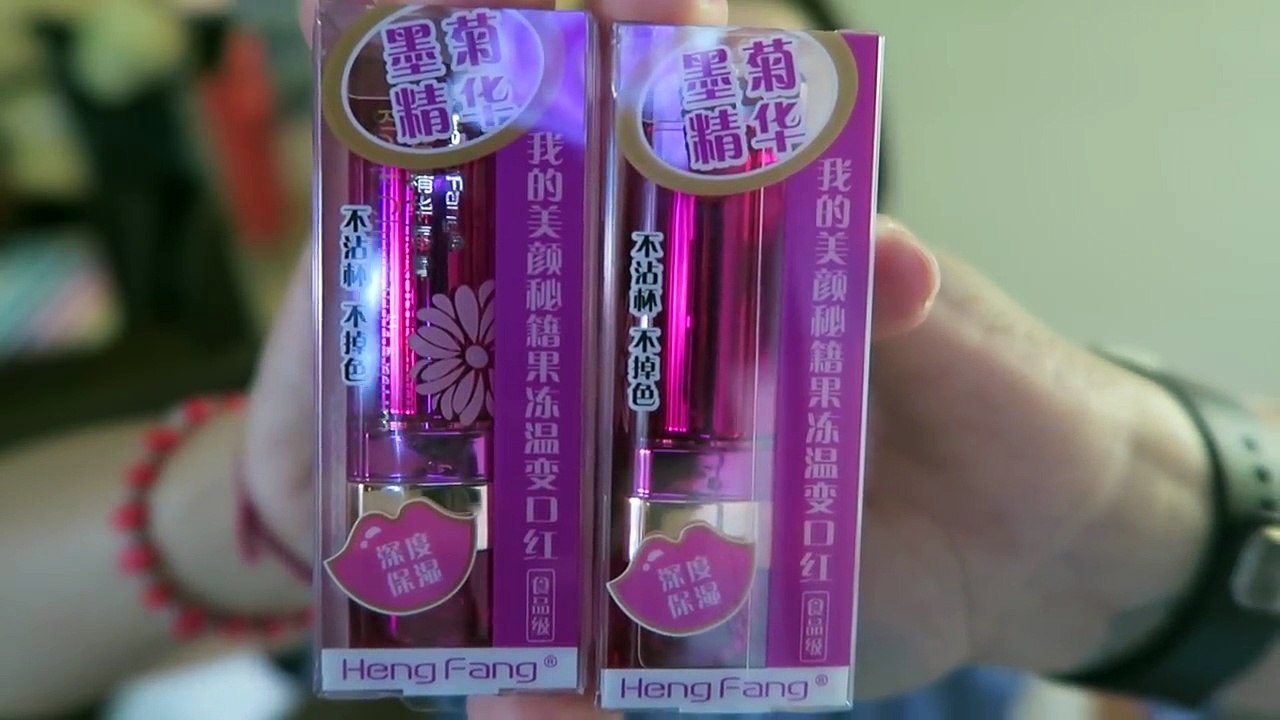 墨菊
精华
我的美颜秘籍果冻温变口红
食品级
不沾杯 不掉色
深度
保湿
Heng Fang®
墨菊
精华
我的美颜秘籍果冻温变口红
食品级
不沾杯 不掉色
深度
保湿
Heng Fang®